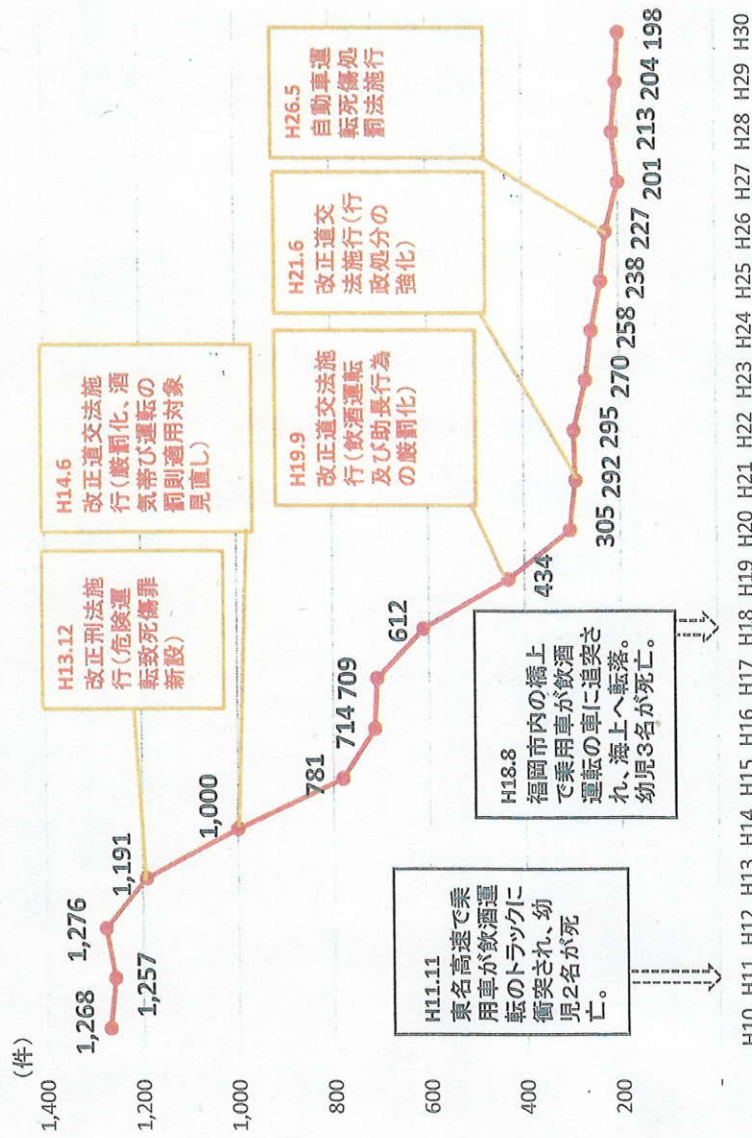 (件)
1,400
1,200
1,000
800
600
400
200
-
1,268
1,257
1,276
1,191
1,000
781
714
709
612
434
305
292
295
270
258
238
227
201
213
204
198
H13.12
改正刑法施
行(危険運
転致死傷罪
新設)
H14.6
改正道交法施
行(厳罰化、酒
気帯び運転の
罰則適用対象
見直し)
H19.9
改正道交法施
行(飲酒運転
及び助長行為
の厳罰化)
H21.6
改正道交
法施行(行
政処分の
強化)
H26.5
自動車運
転死傷処
罰法施行
H11.11
東名高速で乗
用車が飲酒運
転のトラックに
衝突され、幼
児2名が死
亡。
H18.8
福岡市内の橋上
で乗用車が飲酒
運転の車に追突さ
れ、海上へ転落。
幼児3名が死亡。
H10 H11 H12 H13 H14 H15 H16 H17 H18 H19 H20 H21 H22 H23 H24 H25 H26 H27 H28 H29 H30